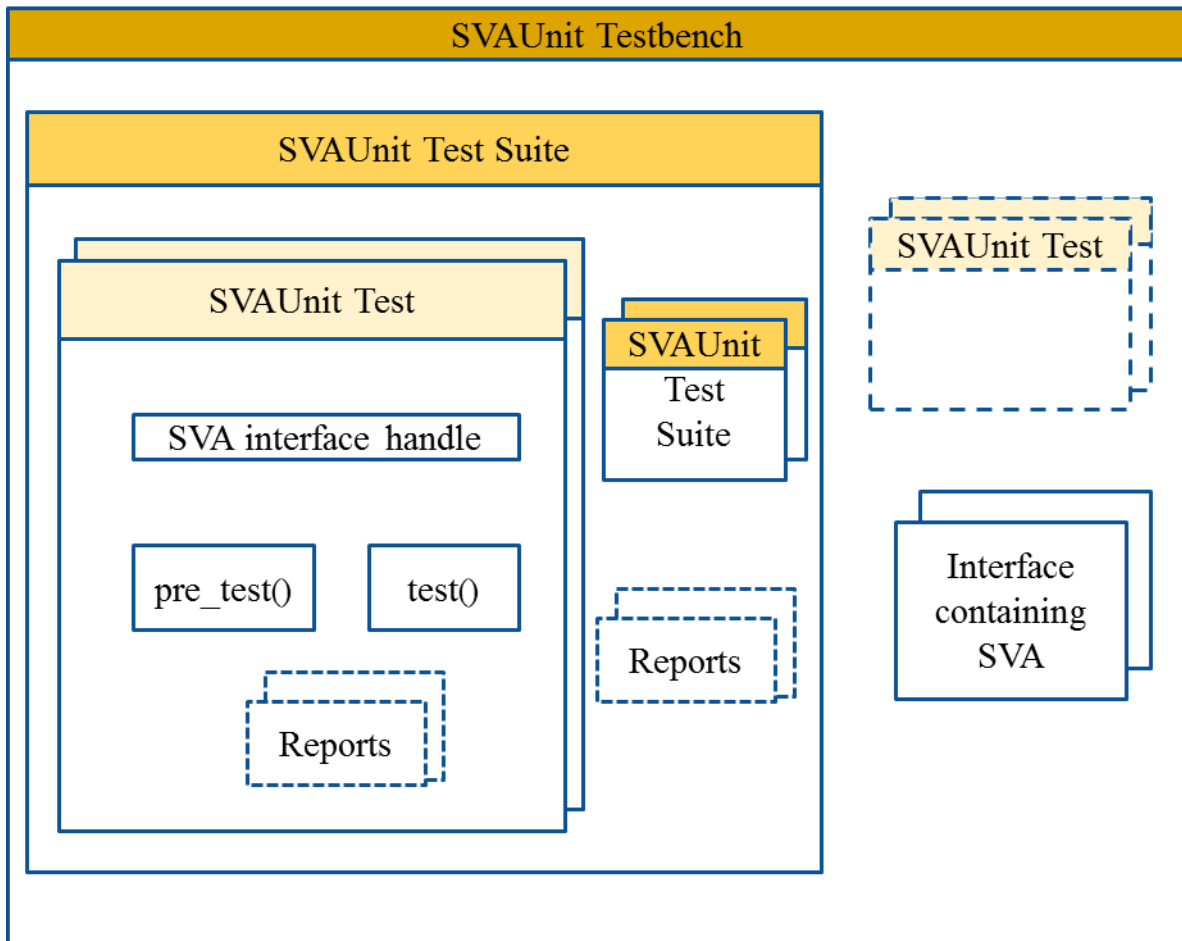 SVAUnit Testbench
SVAUnit Test Suite
SVAUnit Test
SVA interface handle
pre_test()
test()
Reports
SVAUnit
Test
Suite
Reports
SVAUnit Test
Interface
containing
SVA